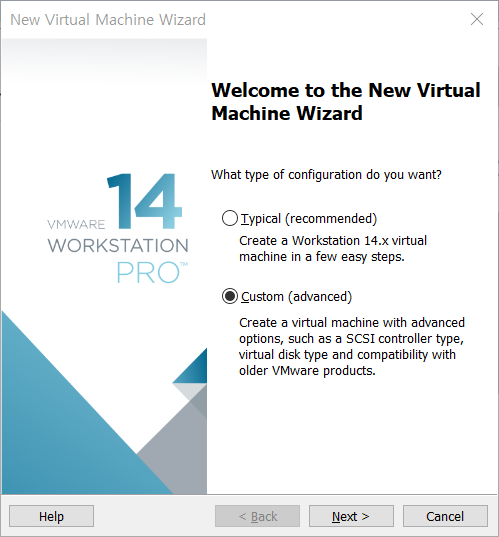 New Virtual Machine Wizard
Welcome to the New Virtual
Machine Wizard
What type of configuration do you want?
Typical (recommended)
Create a Workstation 14.x virtual
machine in a few easy steps.
Custom (advanced)
Create a virtual machine with advanced
options, such as a SCSI controller type,
virtual disk type and compatibility with
older VMware products.
14
VMWARE
WORKSTATION
PRO™
Help
< Back
Next >
Cancel